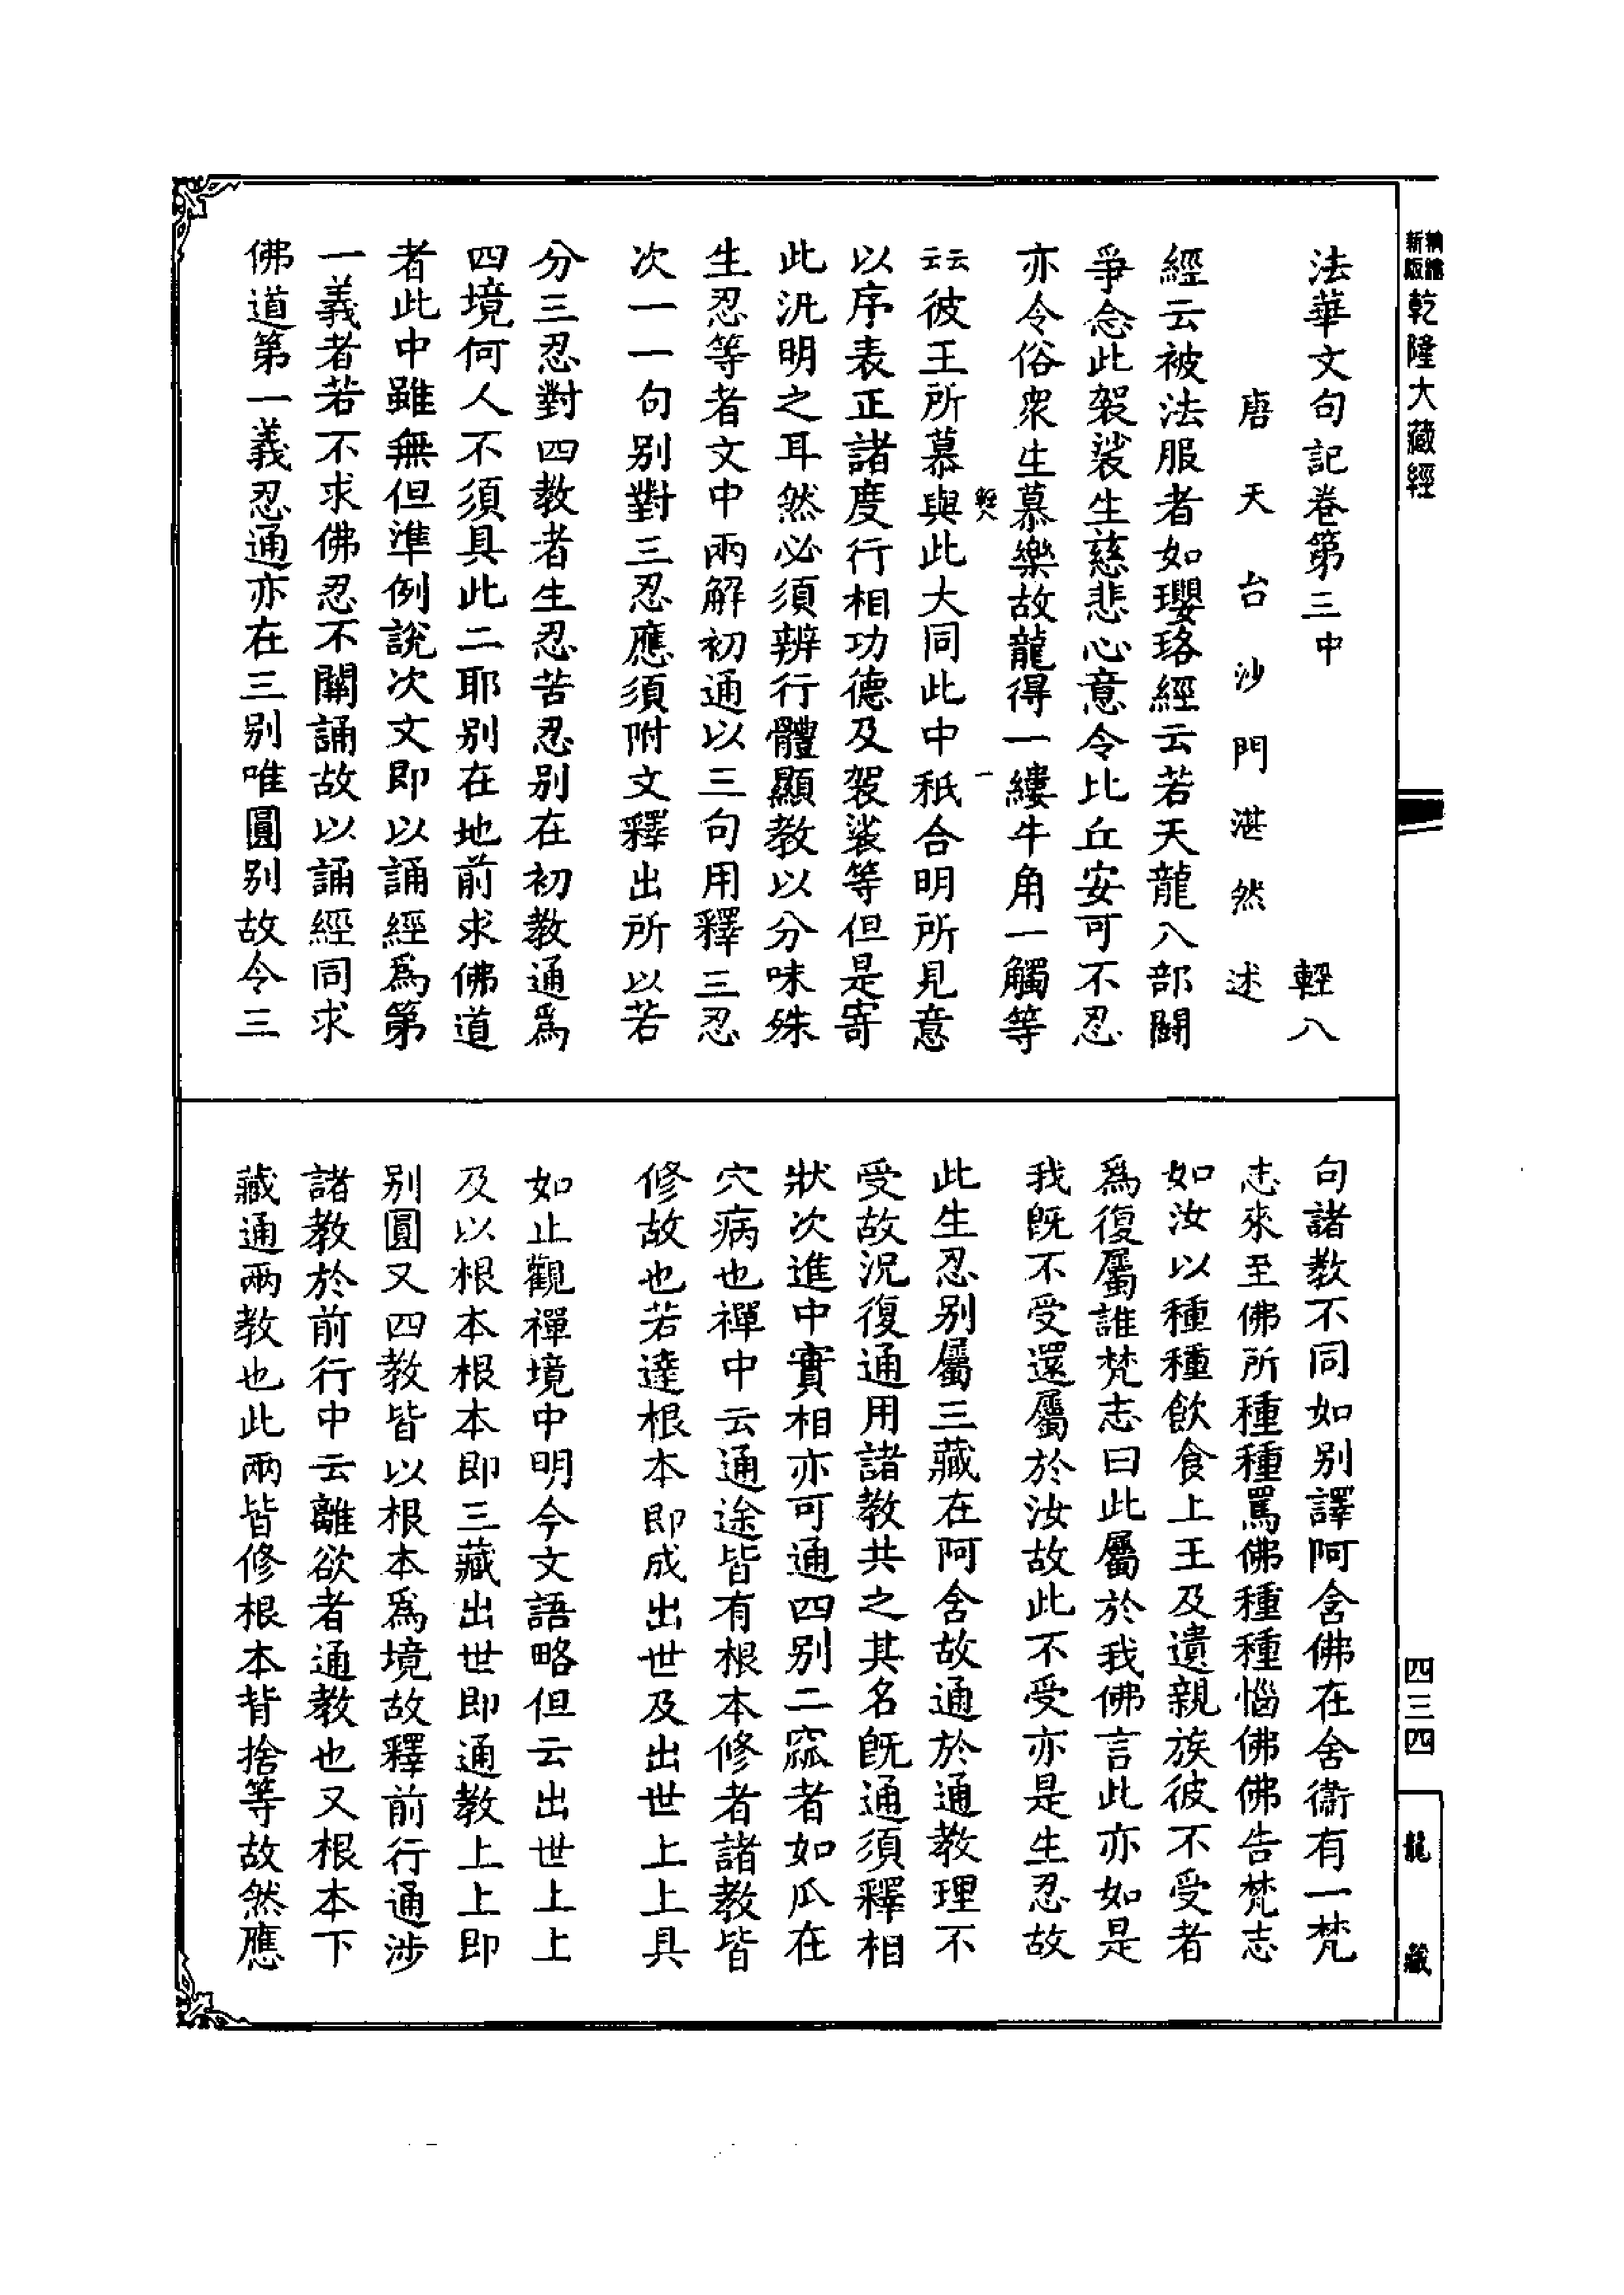 法華文句記卷第三中 輕八
唐天台沙門湛然述
經云被法服者如瓔珞經云若天龍八部鬬
爭念此袈裟生慈悲心意令比丘安可不忍
亦令俗衆生慕樂故龍得一縷牛角一觸等
輕八 一
云云彼王所慕與此大同此中秖合明所見意
以序表正諸度行相功德及袈裟等但是寄
此汎明之耳然必須辨行體顯教以分味殊
生忍等者文中兩解初通以三句用釋三忍
次一一句別對三忍應須附文釋出所以若
分三忍對四教者生忍苦忍別在初教通爲
四境何人不須具此二耶別在地前求佛道
者此中雖無但準例說次文即以誦經爲第
一義者若不求佛忍不關誦故以誦經同求
佛道第一義忍通亦在三別唯圓別故令三
句諸教不同如別譯阿含佛在舍衞有一梵
志來至佛所種種罵佛種種惱佛佛告梵志
如汝以種種飲食上王及遺親族彼不受者
爲復屬誰梵志曰此屬於我佛言此亦如是
我既不受還屬於汝故此不受亦是生忍故
此生忍別屬三藏在阿含故通於通教理不
受故況復通用諸教共之其名既通須釋相
狀次進中實相亦可通四別二窳者如瓜在
穴病也禪中云通途皆有根本修者諸教皆
修故也若達根本即成出世及出世上上具
如止觀禪境中明今文語略但云出世上上
及以根本根本即三藏出世即通教上上即
別圓又四教皆以根本爲境故釋前行通涉
諸教於前行中云離欲者通教也又根本下
藏通兩教也此兩皆修根本背捨等故然應
精繕新版乾隆大藏經
四三四
龍藏